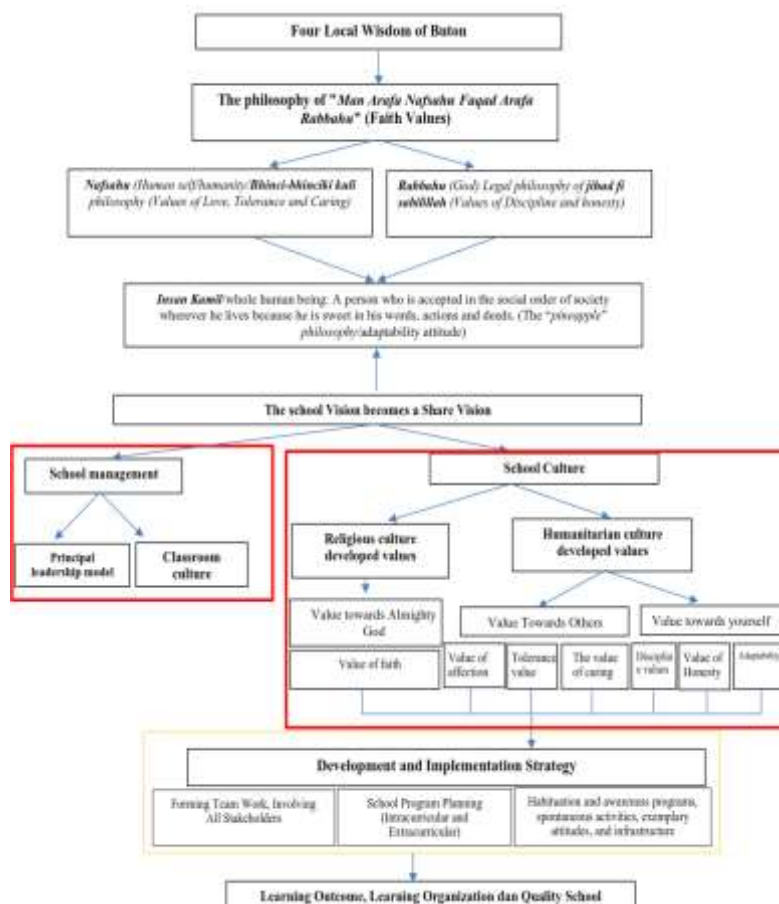 Four Local Wisdom of Buton
The philosophy of "Man Arafa Nafsahu Faqad Arafa
Rabbahu" (Faith Values)
Nafsahu (Human self/humanity/Bhinci-bhinciki kuli
philosophy (Values of Love, Tolerance and Caring)
Rabbahu (God) Legal philosophy of jihad fi
sabilillah (Values of Discipline and honesty)
Insan Kamil/whole human being: A person who is accepted in the social order of society
wherever he lives because he is sweet in his words, actions and deeds. (The "pineapple"
philosophy/adaptability attitude)
The school Vision becomes a Share Vision
School management
School Culture
Principal
leadership model
Classroom
culture
Religious culture
developed values
Humanitarian culture
developed values
Value towards Almighty
God
Value Towards Others
Value towards yourself
Value of faith
Value of
affection
Tolerance
value
The value
of caring
Disciplin
e values
Value of
Honesty
Adaptability
Development and Implementation Strategy
Forming Team Work, Involving
All Stakeholders
School Program Planning
(Intracurricular and
Extracurricular)
Habituation and awareness programs,
spontaneous activities, exemplary
attitudes, and infrastructure
Learning Outcome, Learning Organization dan Quality School